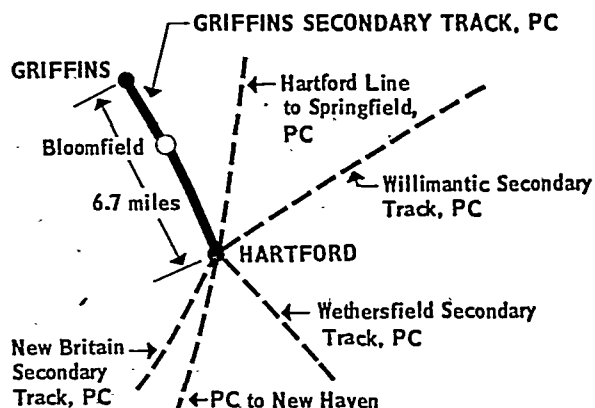 GRIFFINS SECONDARY TRACK, PC
GRIFFINS
Hartford Line
to Springfield,
PC
Bloomfield
6.7 miles
Willimantic Secondary
Track, PC
HARTFORD
Wethersfield Secondary
Track, PC
New Britain
Secondary
Track, PC
PC to New Haven